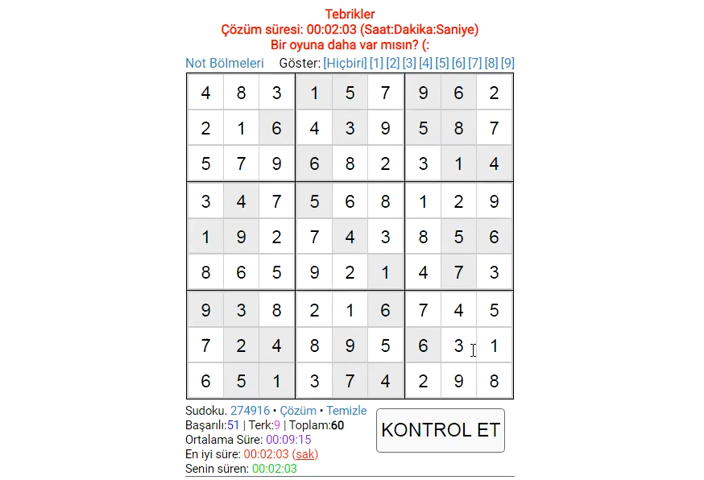 Tebrikler
Çözüm süresi: 00:02:03 (Saat:Dakika:Saniye)
Bir oyuna daha var mısın? (:
Not Bölmeleri Göster: [Hiçbiri] [1] [2] [3] [4] [5] [6] [7] [8] [9]
4 8 3 1 5 7 9 6 2
2 1 6 4 3 9 5 8 7
5 7 9 6 8 2 3 1 4
3 4 7 5 6 8 1 2 9
1 9 2 7 4 3 8 5 6
8 6 5 9 2 1 4 7 3
9 3 8 2 1 6 7 4 5
7 2 4 8 9 5 6 3 1
6 5 1 3 7 4 2 9 8
Sudoku. 274916 • Çözüm • Temizle
Başarılı:51 | Terk:9 | Toplam:60
Ortalama Süre: 00:09:15
En iyi süre: 00:02:03 (sak)
Senin süren: 00:02:03
KONTROL ET